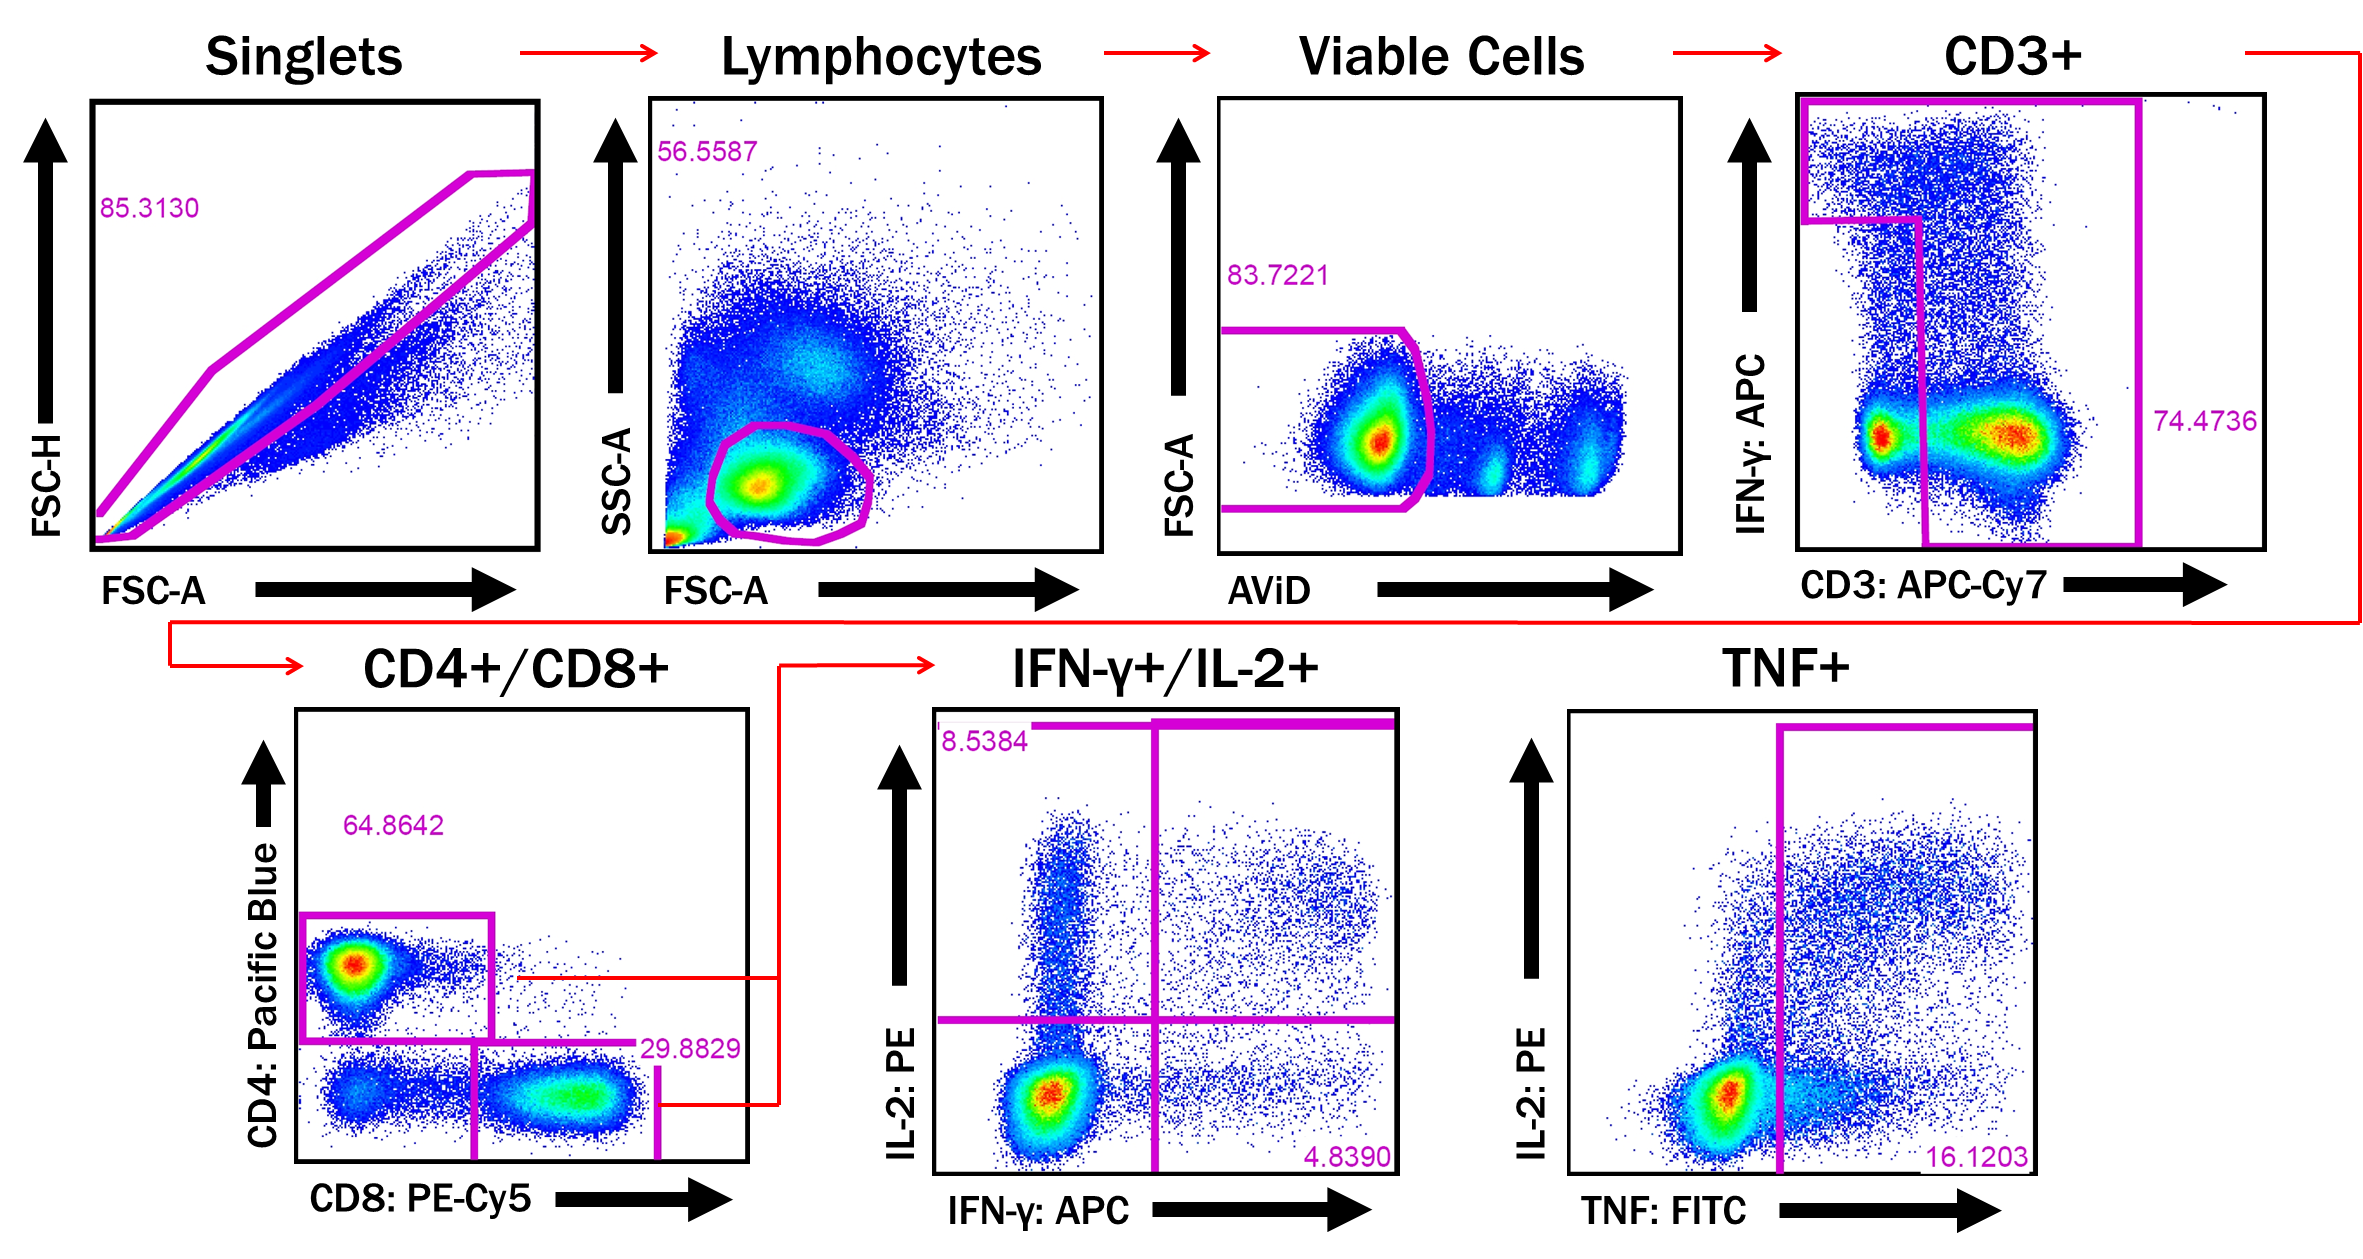 Singlets
Lymphocytes
Viable Cells
CD3+
FSC-H
85.3130
FSC-A
SSC-A
56.5587
FSC-A
FSC-A
83.7221
AViD
IFN-γ: APC
74.4736
CD3: APC-Cy7
CD4+/CD8+
IFN-γ+/IL-2+
TNF+
CD4: Pacific Blue
64.8642
29.8829
CD8: PE-Cy5
IL-2: PE
8.5384
4.8390
IFN-γ: APC
IL-2: PE
16.1203
TNF: FITC